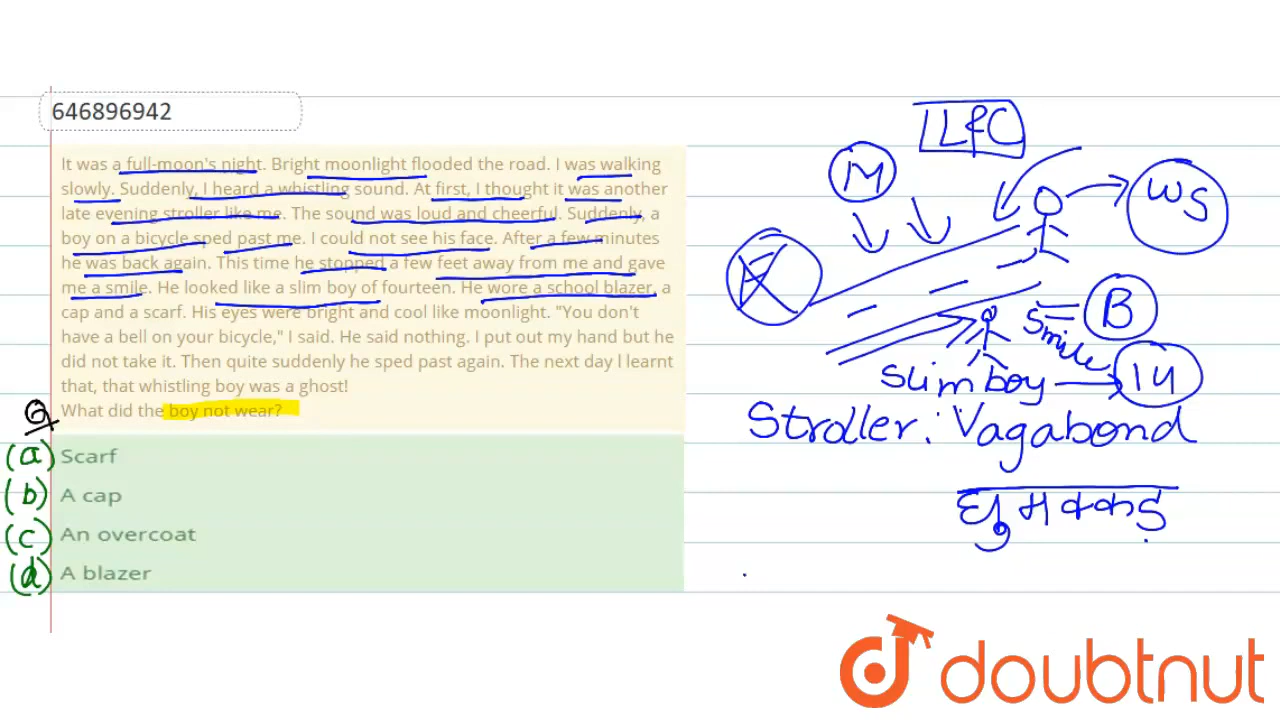 646896942
It was a full-moon's night. Bright moonlight flooded the road. I was walking
slowly. Suddenly, I heard a whistling sound. At first, I thought it was another
late evening stroller like me. The sound was loud and cheerful. Suddenly, a
boy on a bicycle sped past me. I could not see his face. After a few minutes
he was back again. This time he stopped a few feet away from me and gave
me a smile. He looked like a slim boy of fourteen. He wore a school blazer, a
cap and a scarf. His eyes were bright and cool like moonlight. "You don't
have a bell on your bicycle," I said. He said nothing. I put out my hand but he
did not take it. Then quite suddenly he sped past again. The next day I learnt
that, that whistling boy was a ghost!
Q What did the boy not wear?
(a) Scarf
(b) A cap
(c) An overcoat
(d) A blazer
M
WS
B
Smile
Slim boy 14
Stroller: Vagabond
घुमक्कड़
doubtnut